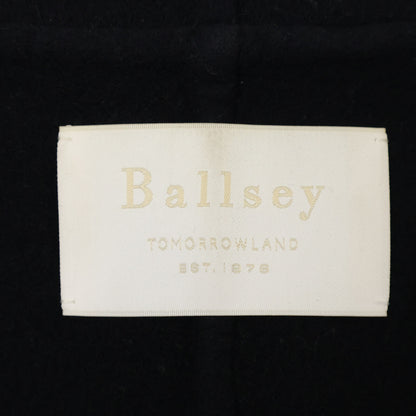 Ballsey
TOMORROWLAND
EST. 1978